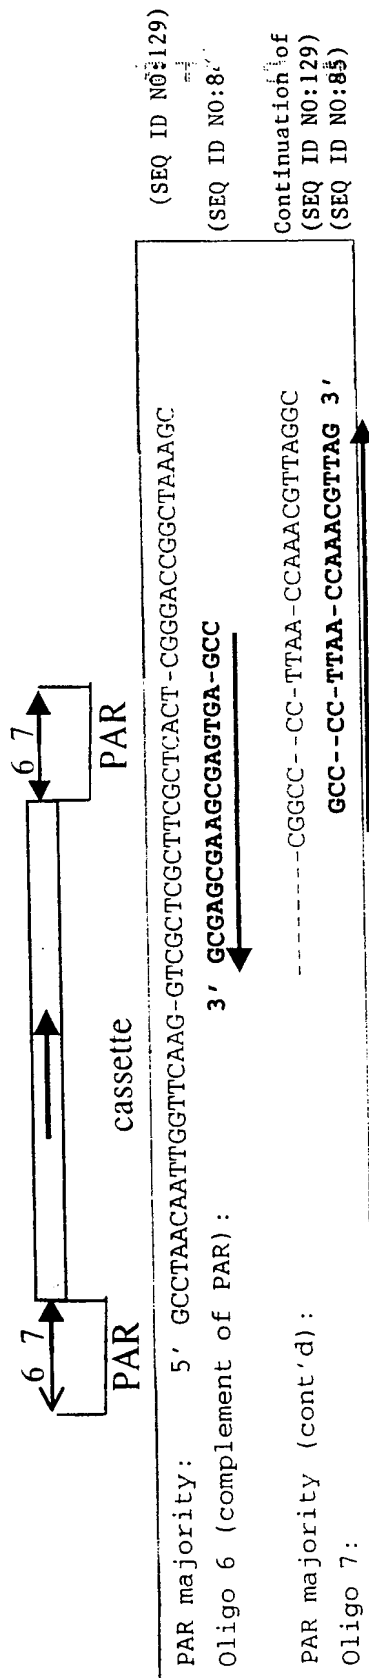 6 7
6 7
PAR
cassette
PAR
PAR majority: 5' GCCTAACAATTGGTTCAAG-GTCGCTCGCTTCGCTCACT-CGGGACCGGCTAAAGC (SEQ ID NO:129)
Oligo 6 (complement of PAR): 3' GCGAGCGAAGCGAGTGA-GCC (SEQ ID NO:84
PAR majority (cont'd): --------CGGCC--CC-TTAA-CCAAACGTTAGGC Continuation of
(SEQ ID NO:129)
Oligo 7: GCC--CC-TTAA-CCAAACGTTAG 3' (SEQ ID NO:85)